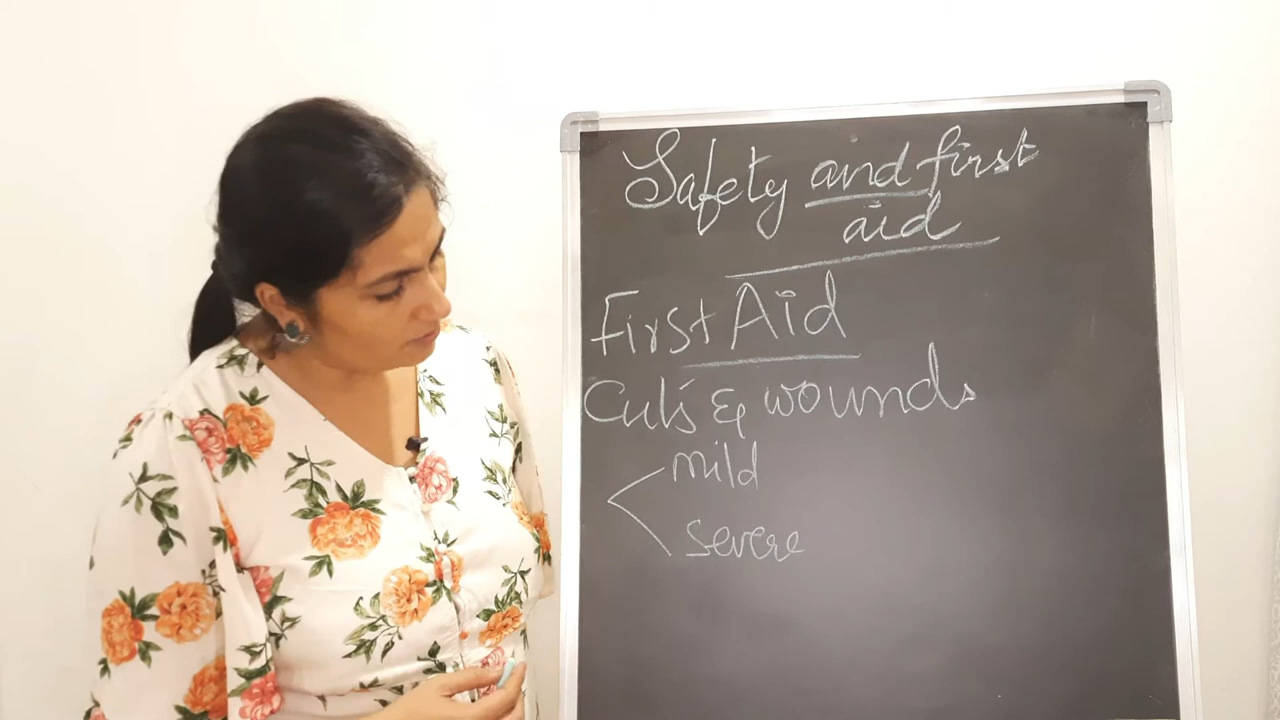 Safety and first
aid
First Aid
Cuts & wounds
mild
severe